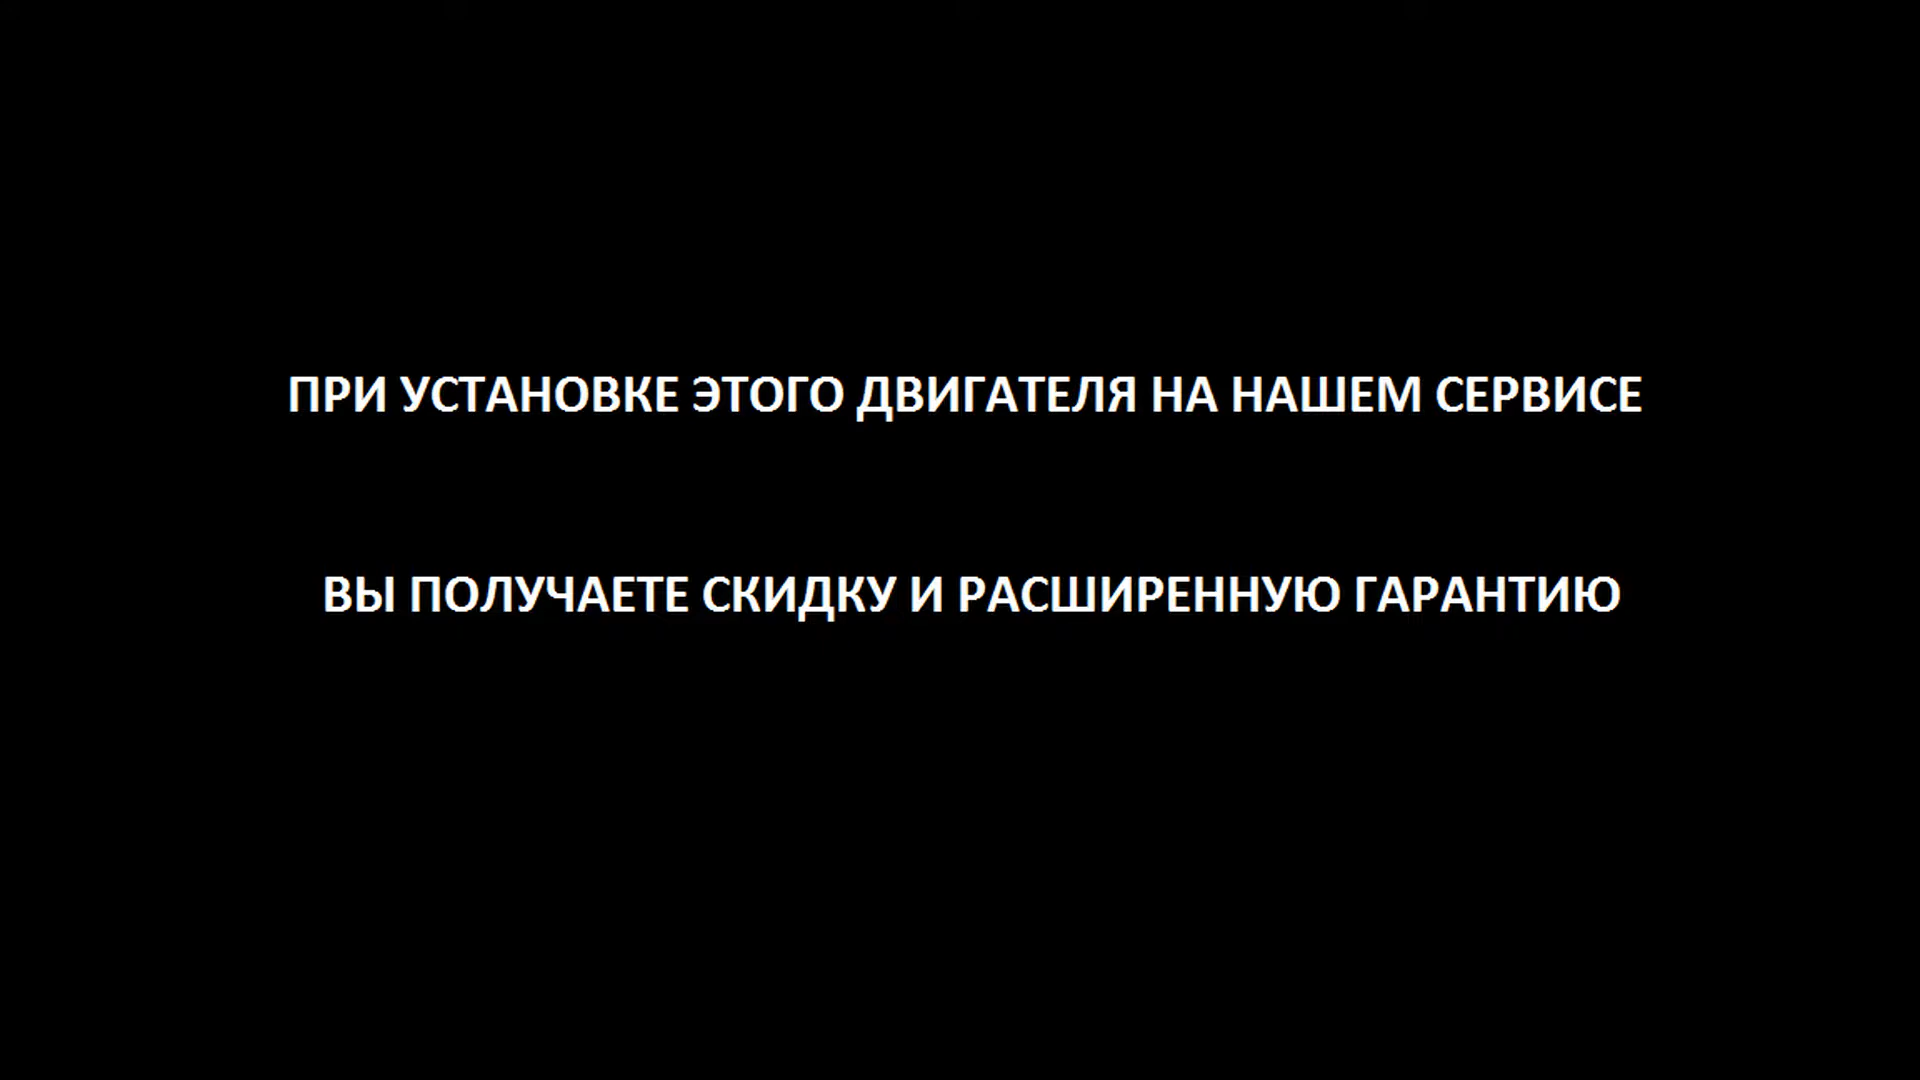 ПРИ УСТАНОВКЕ ЭТОГО ДВИГАТЕЛЯ НА НАШЕМ СЕРВИСЕ
ВЫ ПОЛУЧАЕТЕ СКИДКУ И РАСШИРЕННУЮ ГАРАНТИЮ